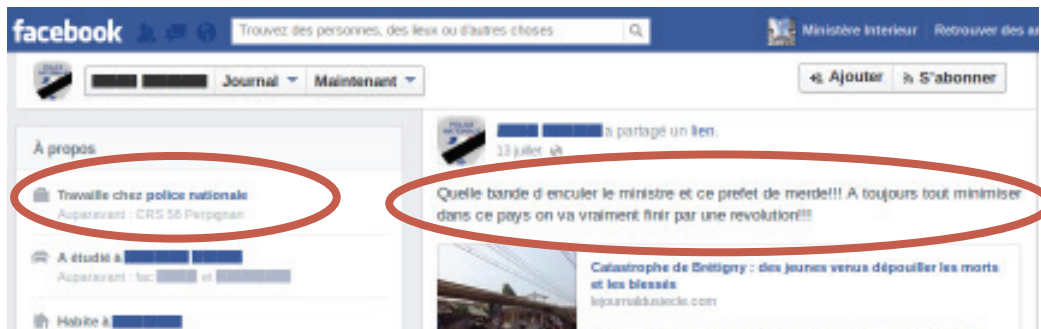 facebook
Trouvez des personnes, des lieux ou d'autres choses
Ministère Interieur Retrouver des a
Journal Maintenant
Ajouter S'abonner
À propos
Travaille chez police nationale
Auparavant : CRS 58 Perpignan
A étudié à
Auparavant : fac et
Habite à
a partagé un lien.
13 juillet
Quelle bande d enculer le ministre et ce prefet de merde!!! A toujours tout minimiser
dans ce pays on va vraiment finir par une revolution!!!
Catastrophe de Brétigny : des jeunes venus dépouiller les morts
et les blessés
lejournaldusiecle.com